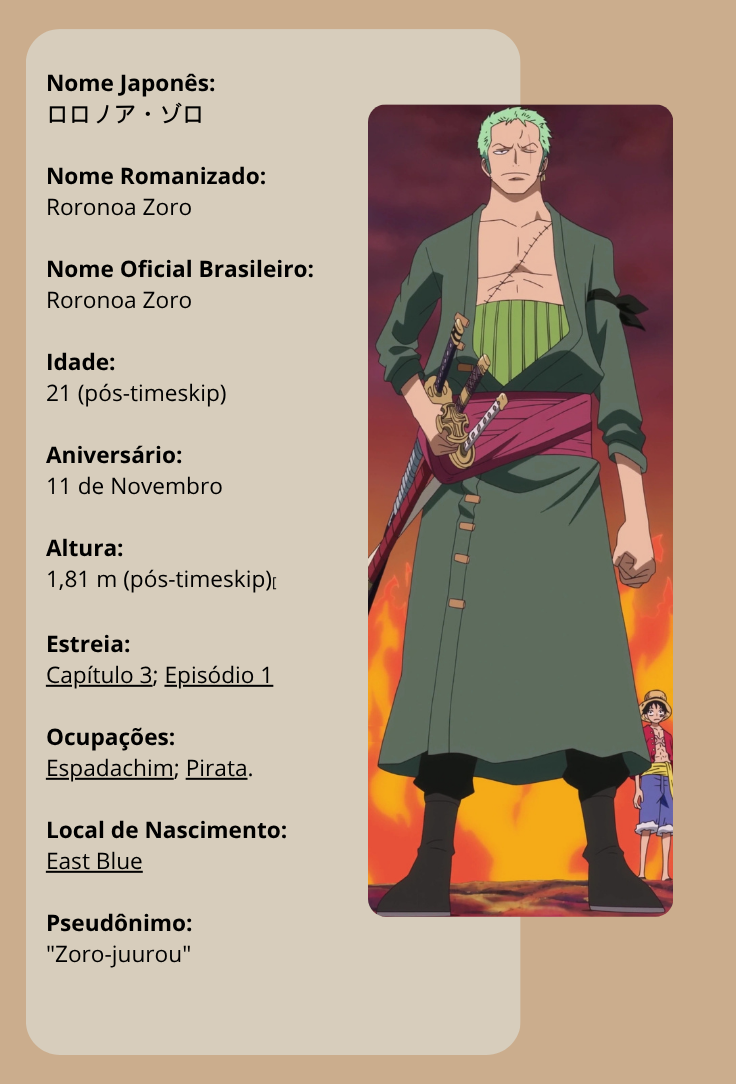 Nome Japonês:
ロロノア・ゾロ
Nome Romanizado:
Roronoa Zoro
Nome Oficial Brasileiro:
Roronoa Zoro
Idade:
21 (pós-timeskip)
Aniversário:
11 de Novembro
Altura:
1,81 m (pós-timeskip)[
Estreia:
Capítulo 3; Episódio 1
Ocupações:
Espadachim; Pirata.
Local de Nascimento:
East Blue
Pseudônimo:
"Zoro-juurou"